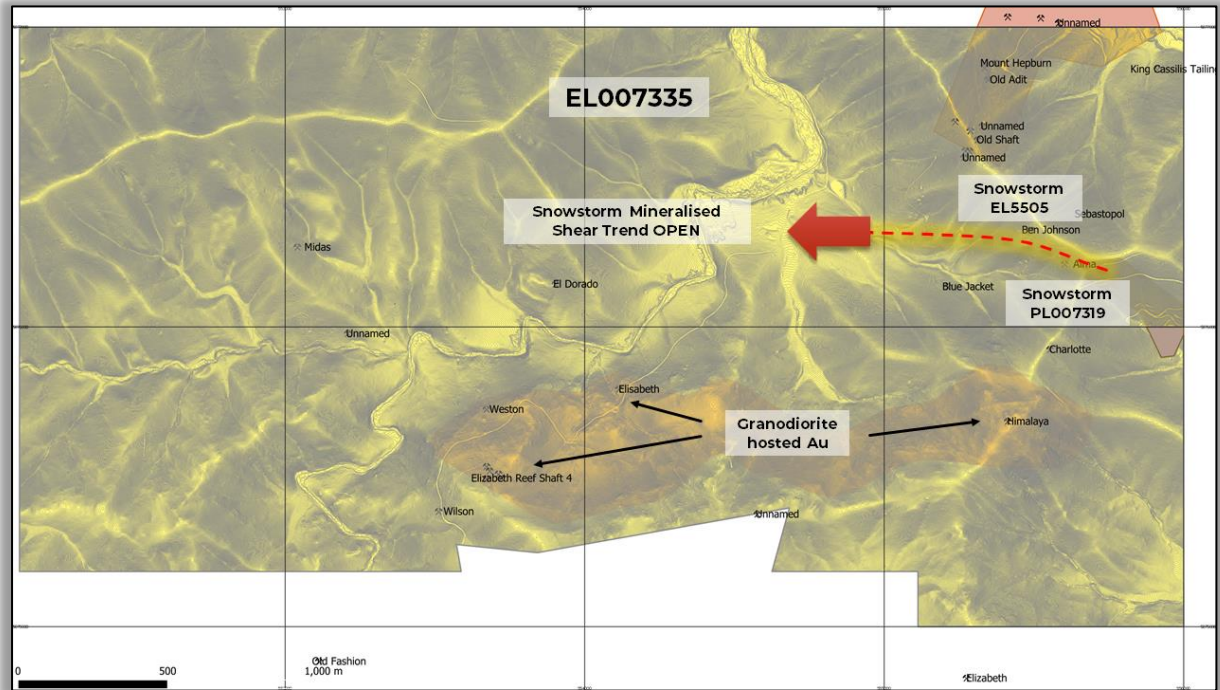 Unnamed
Mount Hepburn
King Cassilis Tailin
Old Adit
EL007335
Unnamed
Old Shaft
Unnamed
Snowstorm
EL5505
Snowstorm Mineralised
Shear Trend OPEN
Sebastopol
Ben Johnson
Midas
Alma
El Dorado
Blue Jacket
Snowstorm
PL007319
Unnamed
Charlotte
Elisabeth
Weston
Granodiorite
hosted Au
Himalaya
Elizabeth Reef Shaft 4
Wilson
Unnamed
Old Fashion
0
500
1,000 m
Elizabeth